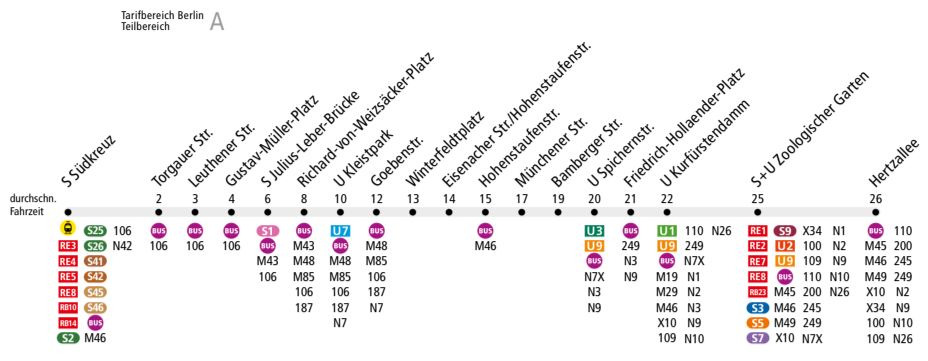 Tarifbereich Berlin
Teilbereich A
S Südkreuz
Torgauer Str.
Leuthener Str.
Gustav-Müller-Platz
S Julius-Leber-Brücke
Richard-von-Weizsäcker-Platz
U Kleistpark
Goebenstr.
Winterfeldtplatz
Eisenacher Str./Hohenstaufenstr.
Hohenstaufenstr.
Münchener Str.
Bamberger Str.
U Spichernstr.
Friedrich-Hollaender-Platz
U Kurfürstendamm
S+U Zoologischer Garten
Hertzallee
durchschn. 2 3 4 6 8 10 12 13 14 15 17 19 20 21 22 25 26
Fahrzeit
S25 106 BUS BUS BUS S1 BUS U7 BUS BUS U3 BUS U1 110 N26 RE1 S9 X34 N1 BUS 110
RE3 S26 N42 106 106 106 BUS M43 BUS M48 M46 U9 249 U9 249 RE2 U2 100 N2 M45 200
RE4 S41 M43 M48 M48 M85 BUS N3 BUS N7X RE7 U9 109 N9 M46 245
RE5 S42 106 M85 M85 106 N7X N9 M19 N1 RE8 BUS 110 N10 M49 249
RE8 S45 106 106 187 N3 M29 N2 RB23 M45 200 N26 X10 N2
RB10 S46 187 187 N7 N9 M46 N3 S3 M46 245 X34 N9
RB14 BUS N7 X10 N9 S5 M49 249 100 N10
S2 M46 109 N10 S7 X10 N7X 109 N26